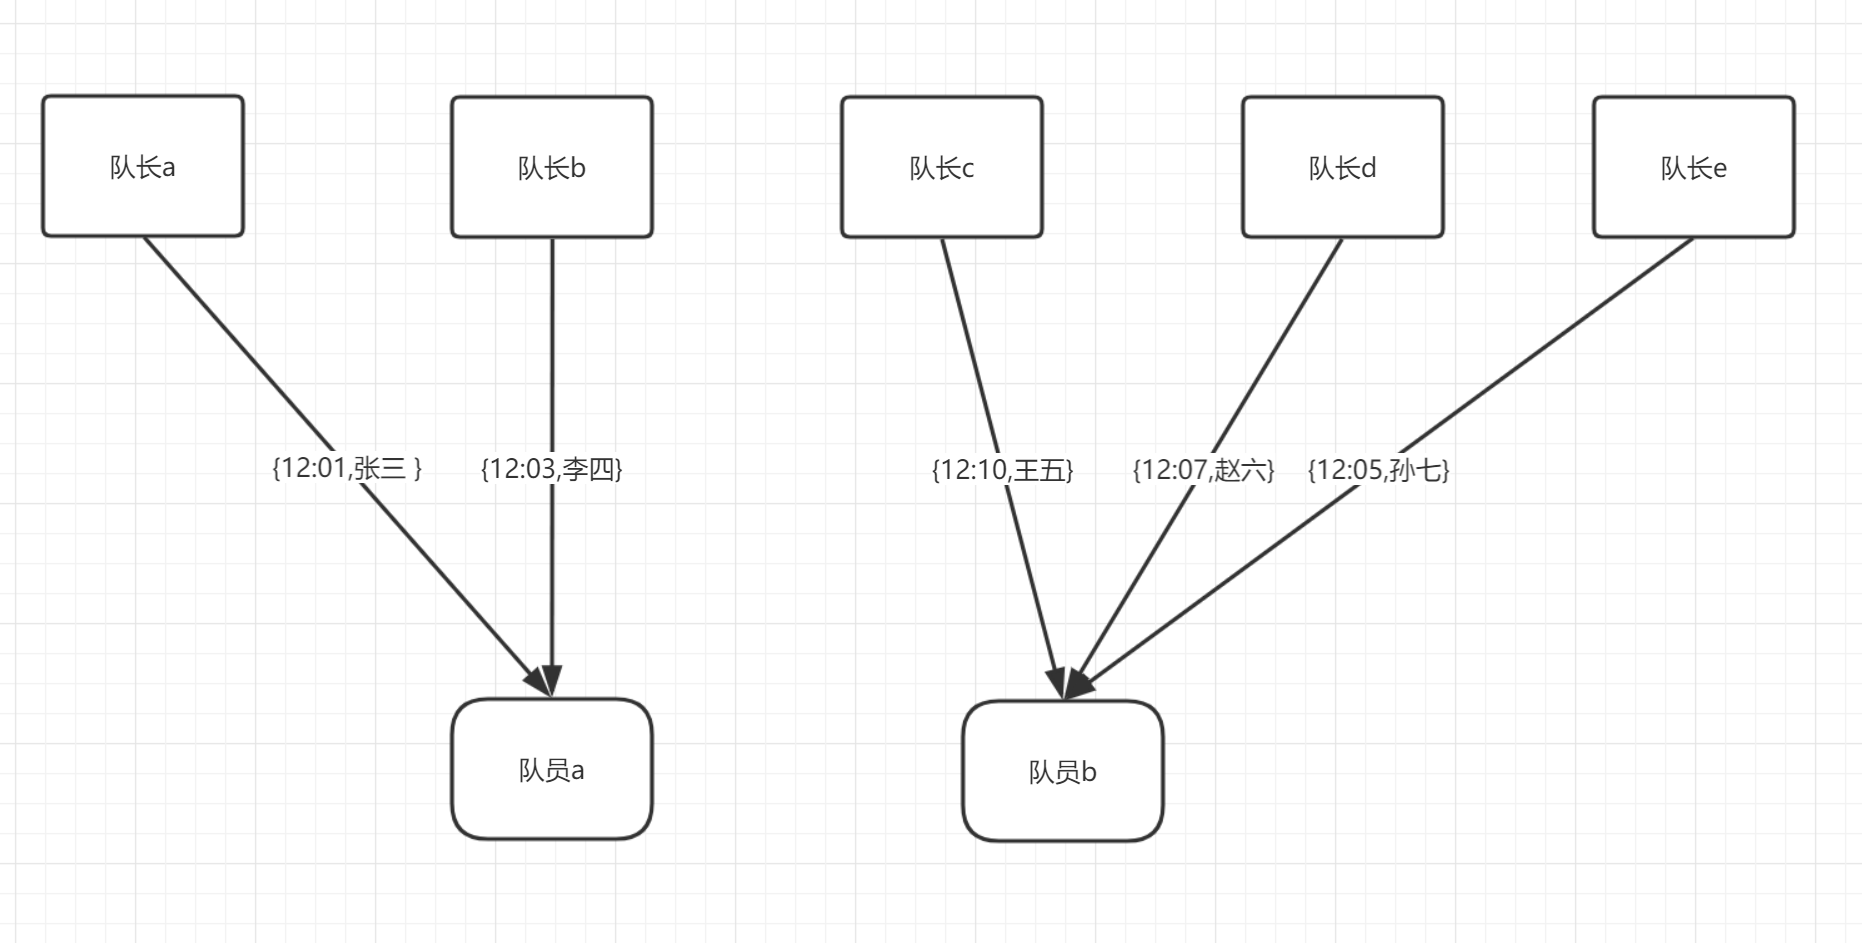 队长a
队长b
队长c
队长d
队长e
{12:01,张三 }
{12:03,李四}
{12:10,王五}
{12:07,赵六}
{12:05,孙七}
队员a
队员b